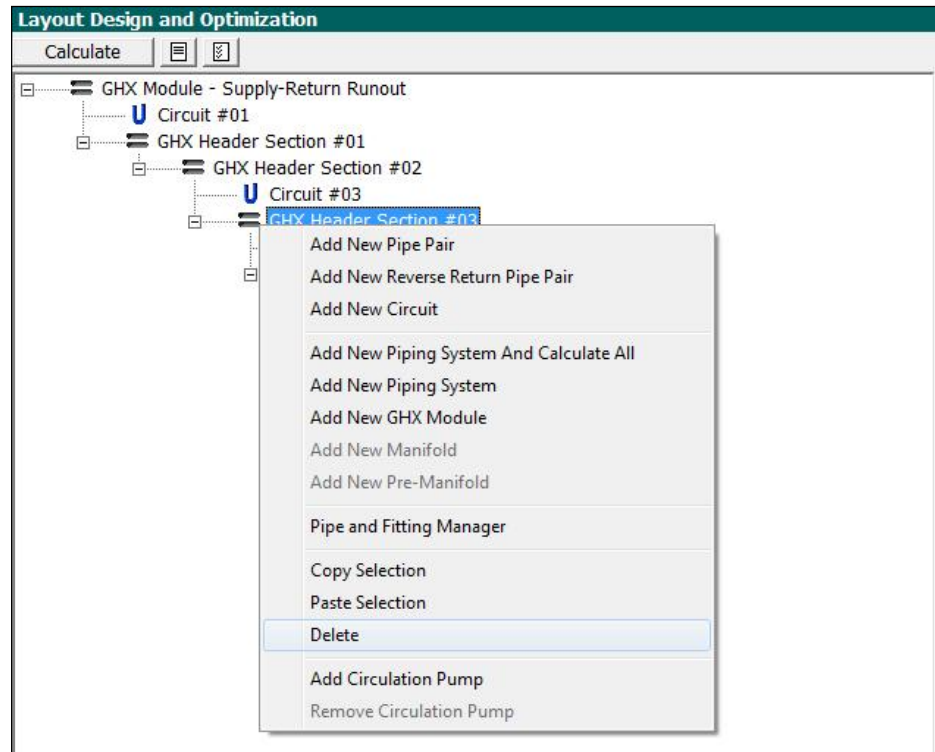 Layout Design and Optimization
Calculate
GHX Module - Supply-Return Runout
Circuit #01
GHX Header Section #01
GHX Header Section #02
Circuit #03
GHX Header Section #03
Add New Pipe Pair
Add New Reverse Return Pipe Pair
Add New Circuit
Add New Piping System And Calculate All
Add New Piping System
Add New GHX Module
Add New Manifold
Add New Pre-Manifold
Pipe and Fitting Manager
Copy Selection
Paste Selection
Delete
Add Circulation Pump
Remove Circulation Pump